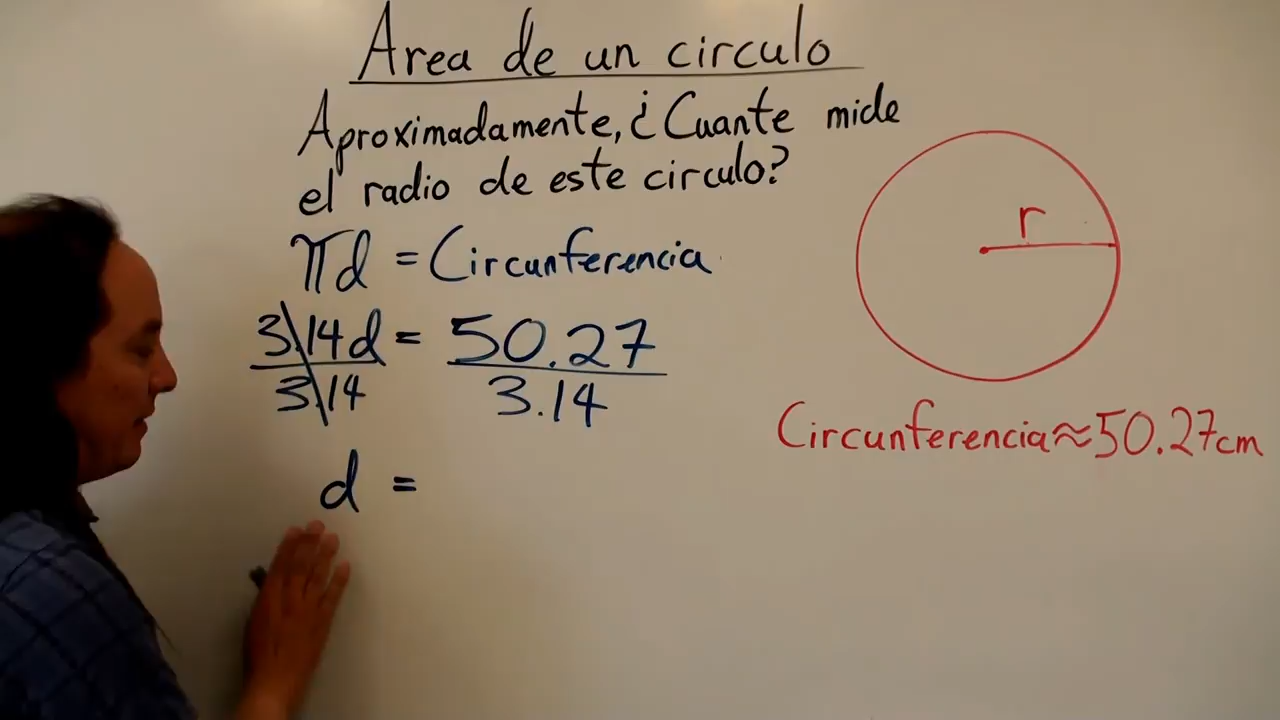 Area de un circulo
Aproximadamente, ¿Cuante mide
el radio de este circulo?
πd = Circunferencia
3.14d = 50.27
3.14 3.14
d =
r
Circunferencia≈50.27cm